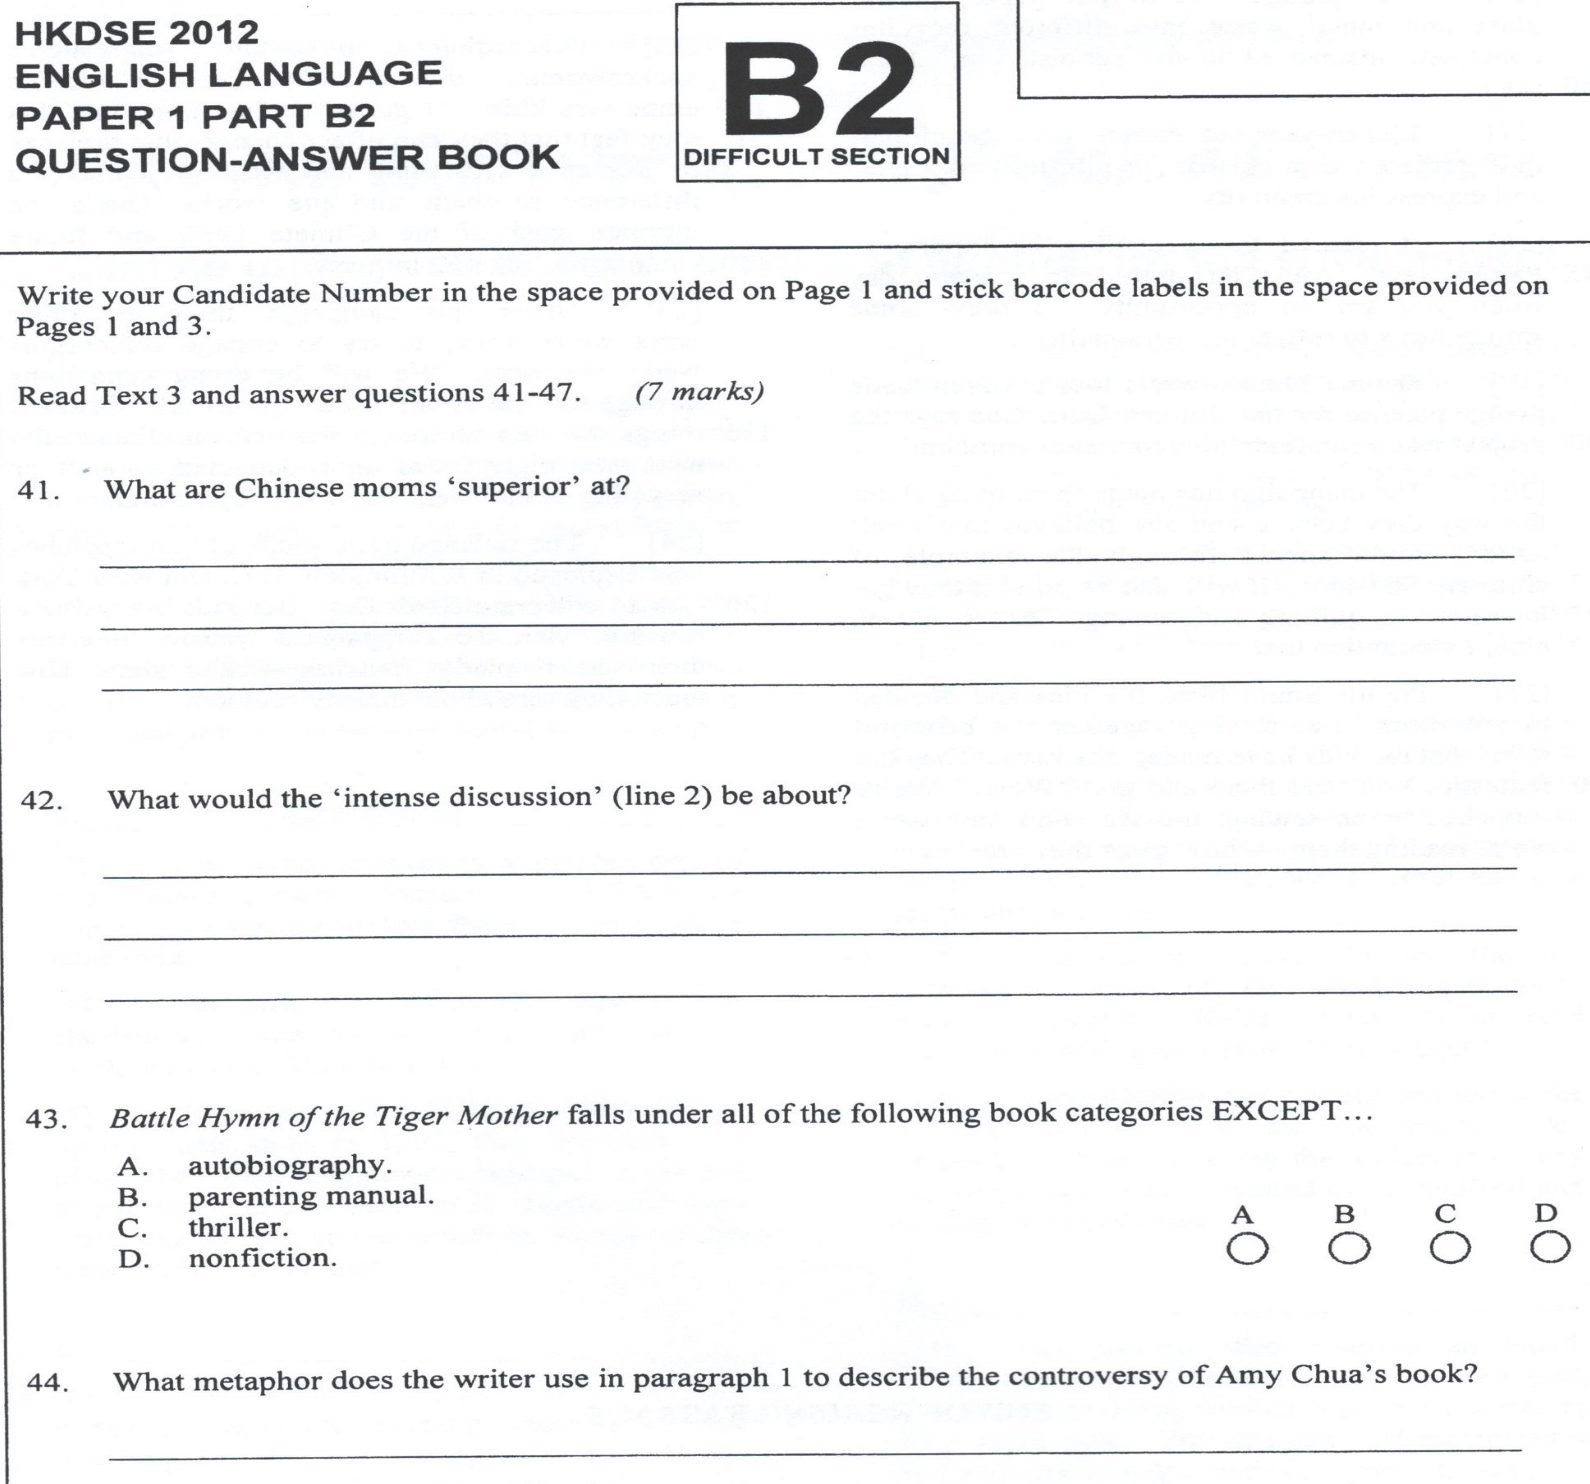 HKDSE 2012
ENGLISH LANGUAGE
PAPER 1 PART B2
QUESTION-ANSWER BOOK
B2
DIFFICULT SECTION
Write your Candidate Number in the space provided on Page 1 and stick barcode labels in the space provided on
Pages 1 and 3.
Read Text 3 and answer questions 41-47. (7 marks)
41. What are Chinese moms ‘superior’ at?
42. What would the ‘intense discussion’ (line 2) be about?
43. Battle Hymn of the Tiger Mother falls under all of the following book categories EXCEPT…
A. autobiography.
B. parenting manual.
C. thriller.
D. nonfiction.
A B C D
44. What metaphor does the writer use in paragraph 1 to describe the controversy of Amy Chua’s book?